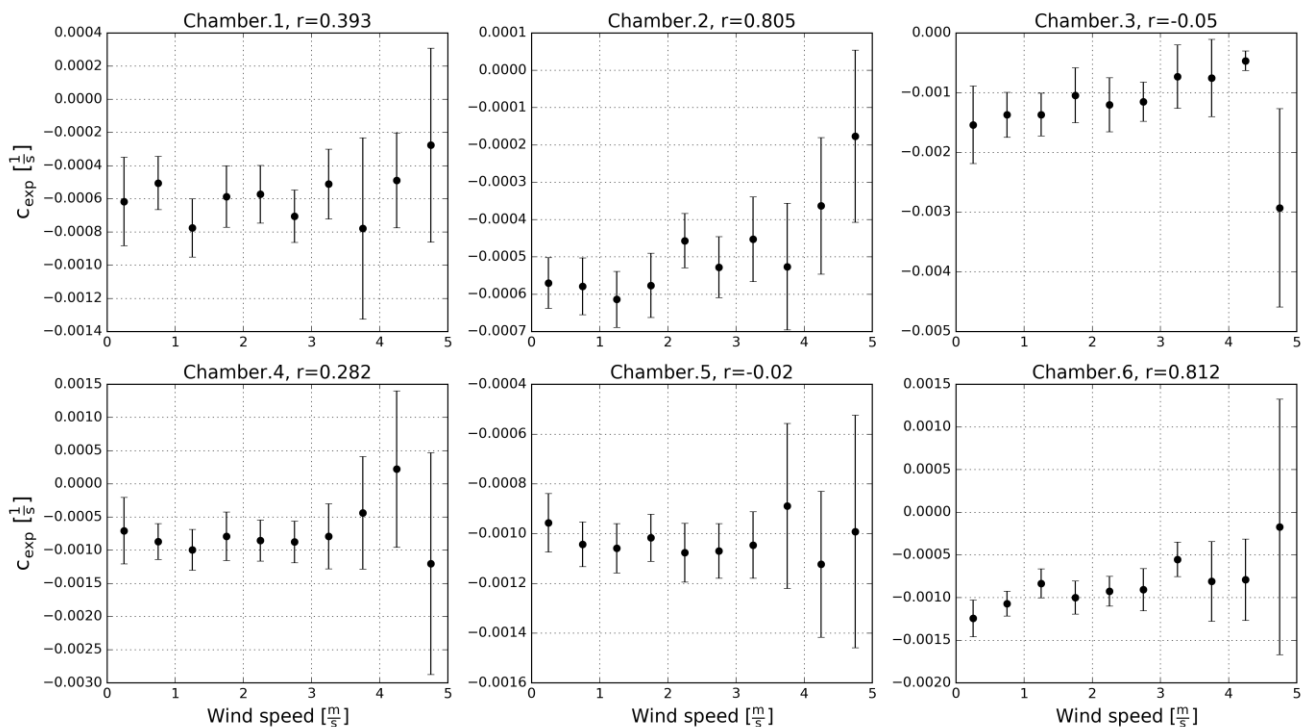 Chamber.1, r=0.393
0.0004
0.0002
0.0000
−0.0002
−0.0004
−0.0006
−0.0008
−0.0010
−0.0012
−0.0014
c_exp [1/s]
0 1 2 3 4 5
Chamber.2, r=0.805
0.0001
0.0000
−0.0001
−0.0002
−0.0003
−0.0004
−0.0005
−0.0006
−0.0007
0 1 2 3 4 5
Chamber.3, r=-0.05
0.000
−0.001
−0.002
−0.003
−0.004
−0.005
0 1 2 3 4 5
Chamber.4, r=0.282
0.0015
0.0010
0.0005
0.0000
−0.0005
−0.0010
−0.0015
−0.0020
−0.0025
−0.0030
c_exp [1/s]
0 1 2 3 4 5
Wind speed [m/s]
Chamber.5, r=-0.02
−0.0004
−0.0006
−0.0008
−0.0010
−0.0012
−0.0014
−0.0016
0 1 2 3 4 5
Wind speed [m/s]
Chamber.6, r=0.812
0.0015
0.0010
0.0005
0.0000
−0.0005
−0.0010
−0.0015
−0.0020
0 1 2 3 4 5
Wind speed [m/s]